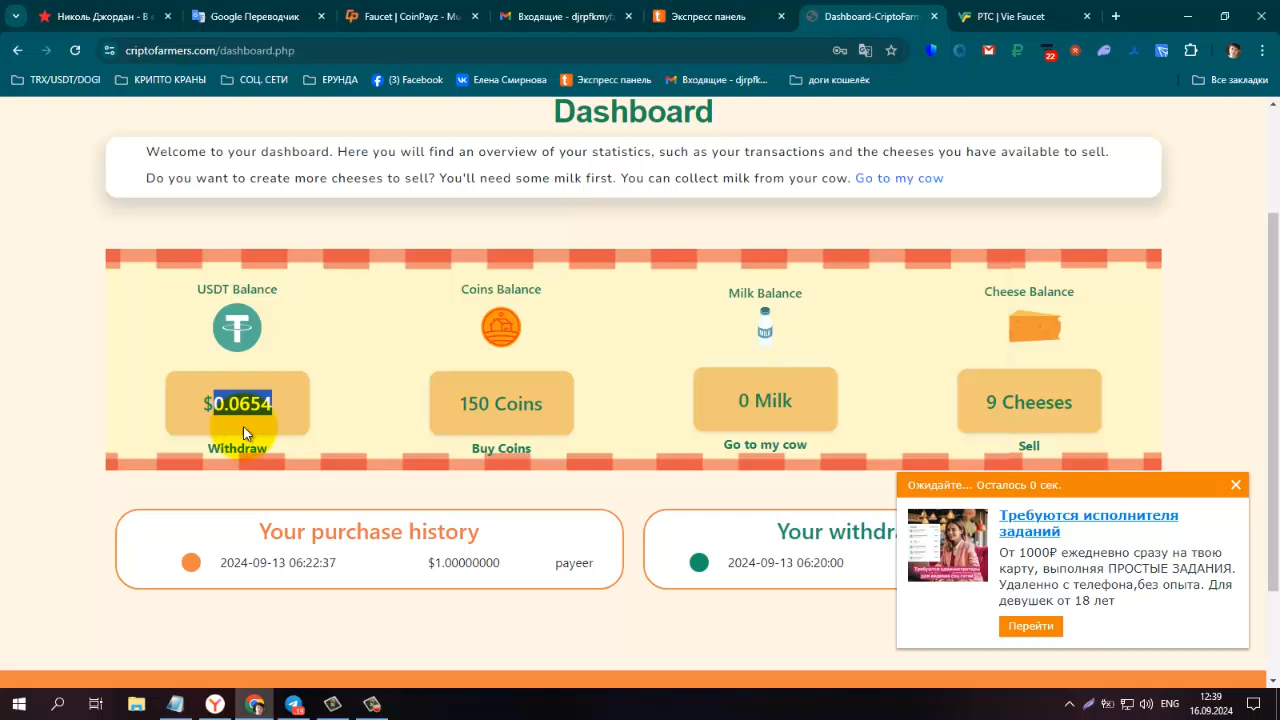 Николь Джордан - В е
Google Переводчик
Faucet | CoinPayz - Mu
Входящие - djrpfkmyf
Экспресс панель
Dashboard-CriptoFarm
PTC | Vie Faucet
criptofarmers.com/dashboard.php
22
TRX/USDT/DOGI
КРИПТО КРАНЫ
СОЦ. СЕТИ
ЕРУНДА
(3) Facebook
Елена Смирнова
Экспресс панель
Входящие - djrpfk...
доги кошелёк
Все закладки
Dashboard
Welcome to your dashboard. Here you will find an overview of your statistics, such as your transactions and the cheeses you have available to sell.
Do you want to create more cheeses to sell? You'll need some milk first. You can collect milk from your cow. Go to my cow
USDT Balance
Coins Balance
Milk Balance
Cheese Balance
MILK
$0.0654
150 Coins
0 Milk
9 Cheeses
Withdraw
Buy Coins
Go to my cow
Sell
Your purchase history
2024-09-13 06:22:37
$1.00000000
payeer
Your withdr
2024-09-13 06:20:00
Ожидайте... Осталось 0 сек.
Требуются исполнителя
заданий
От 1000₽ ежедневно сразу на твою
карту, выполняя ПРОСТЫЕ ЗАДАНИЯ.
Удаленно с телефона,без опыта. Для
девушек от 18 лет
Перейти
ENG
12:39
16.09.2024